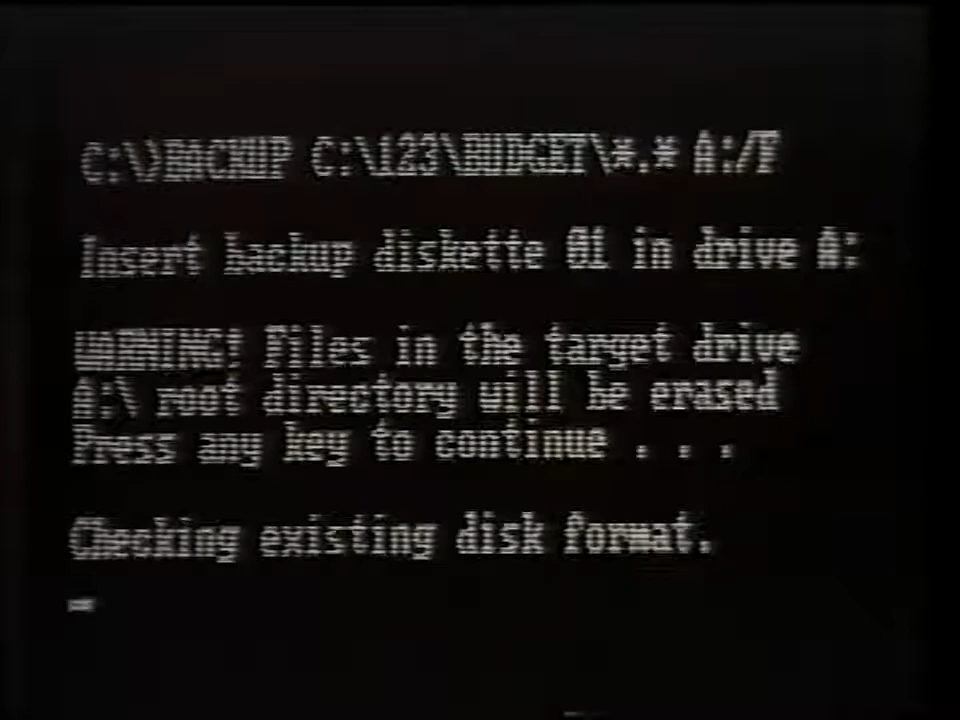 C:\>BACKUP C:\123\BUDGET\*.* A:/F
Insert backup diskette 01 in drive A:
WARNING! Files in the target drive
A:\ root directory will be erased
Press any key to continue . . .
Checking existing disk format.